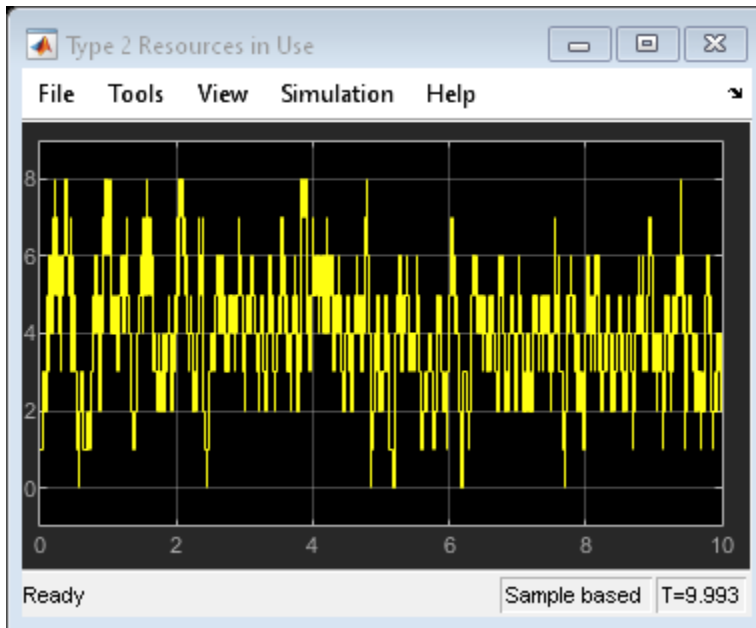 Type 2 Resources in Use
File Tools View Simulation Help
8
6
4
2
0
0 2 4 6 8 10
Ready Sample based T=9.993